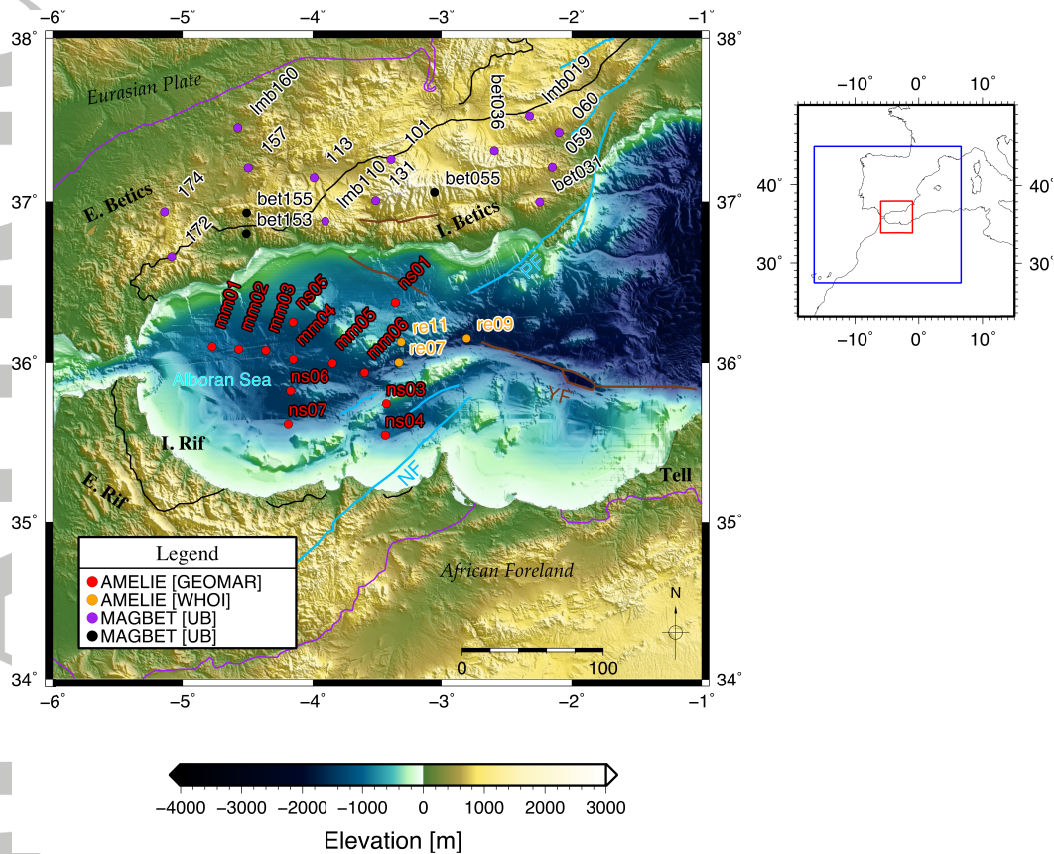 −6° −5° −4° −3° −2° −1°
38° 38°
Eurasian Plate
lmb160
bet036
lmb019
157
060
113
101
059
174
lmb110
131
bet055
bet031
37° 37°
E. Betics
bet155
172
bet153
I. Betics
PF
mm01
mm02
mm03
ns05
mm04
mm05
mm06
ns01
re11
re09
re07
36° 36°
Alboran Sea
ns06
ns03
YF
ns07
ns04
I. Rif
NF
E. Rif
Tell
35° 35°
African Foreland
Legend
AMELIE [GEOMAR]
AMELIE [WHOI]
MAGBET [UB]
MAGBET [UB]
N
0 100
34° 34°
−6° −5° −4° −3° −2° −1°
−10° 0° 10°
40° 40°
30° 30°
−10° 0° 10°
−4000 −3000 −2000 −1000 0 1000 2000 3000
Elevation [m]